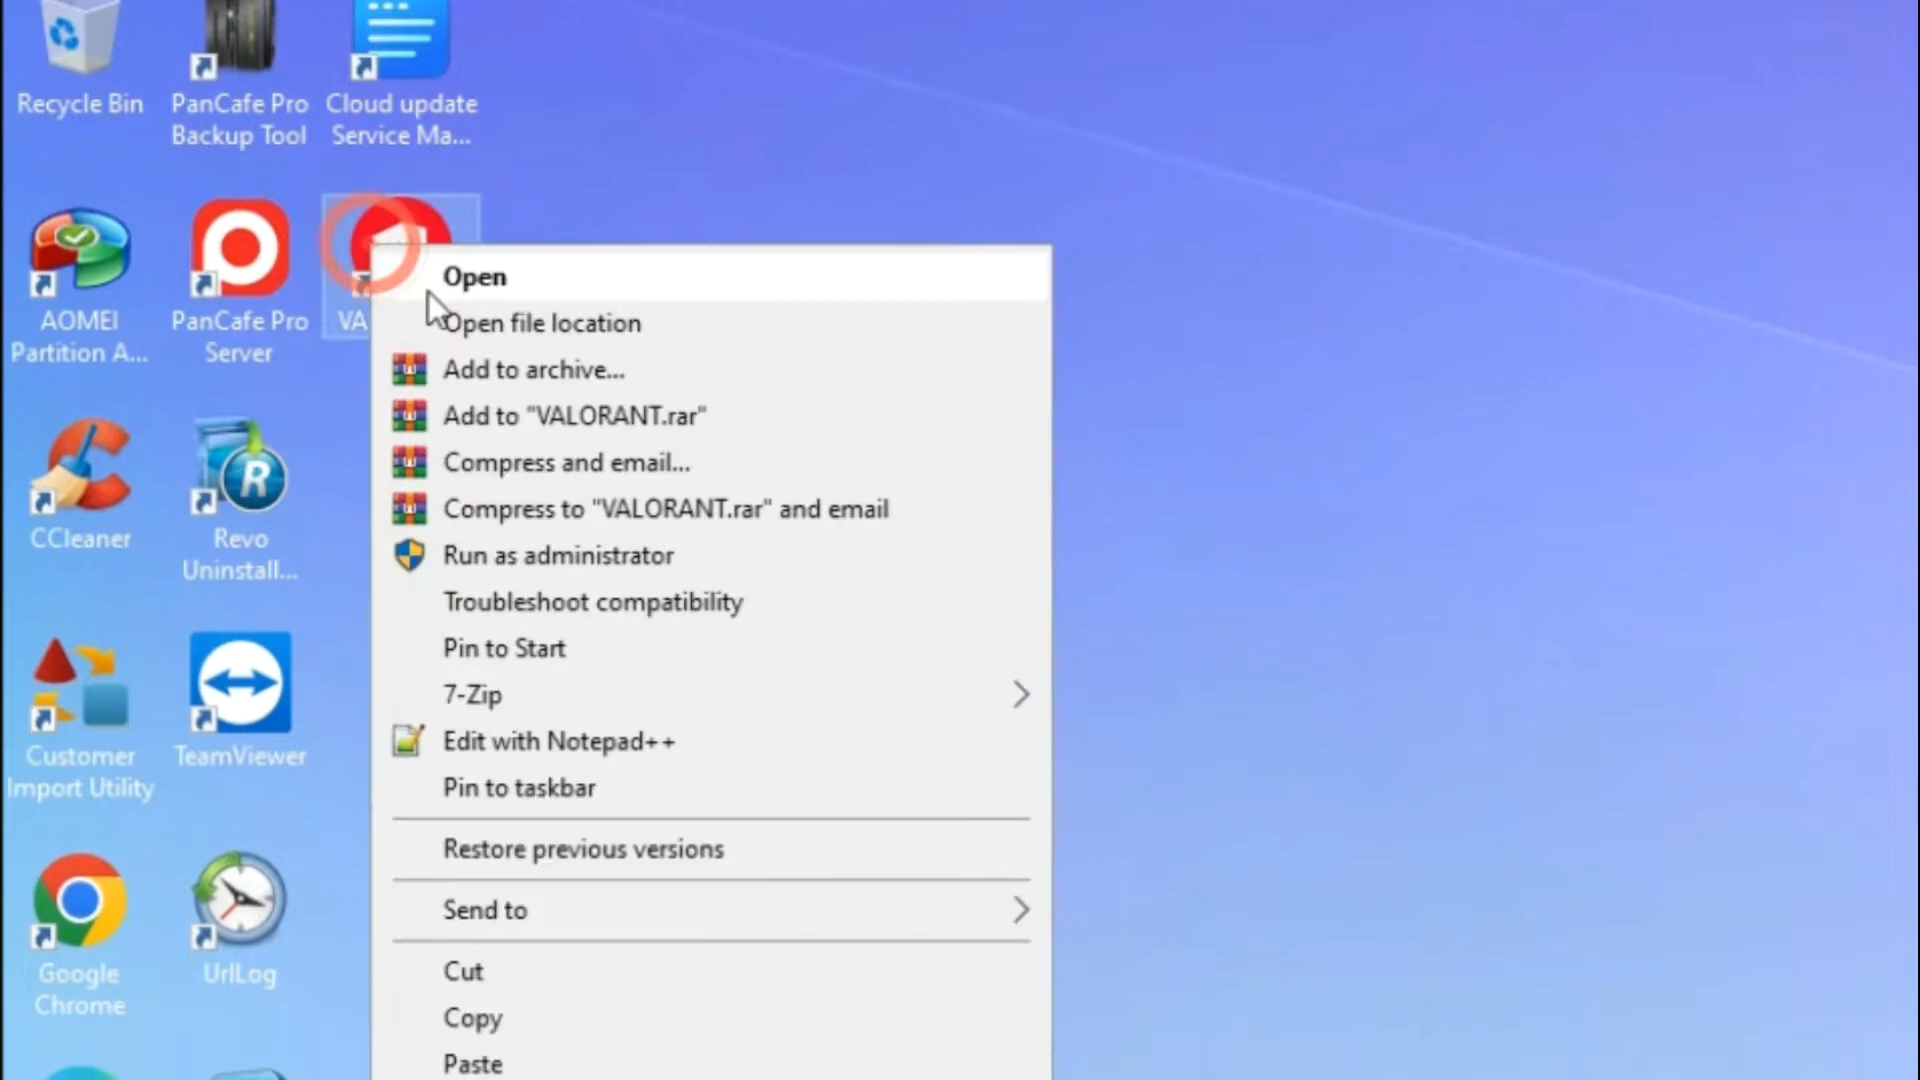 Recycle Bin
PanCafe Pro
Backup Tool
Cloud update
Service Ma...
AOMEI
Partition A...
PanCafe Pro
Server
VA
CCleaner
Revo
Uninstall...
Customer
Import Utility
TeamViewer
Google
Chrome
UrlLog
Open
Open file location
Add to archive...
Add to "VALORANT.rar"
Compress and email...
Compress to "VALORANT.rar" and email
Run as administrator
Troubleshoot compatibility
Pin to Start
7-Zip
Edit with Notepad++
Pin to taskbar
Restore previous versions
Send to
Cut
Copy
Paste